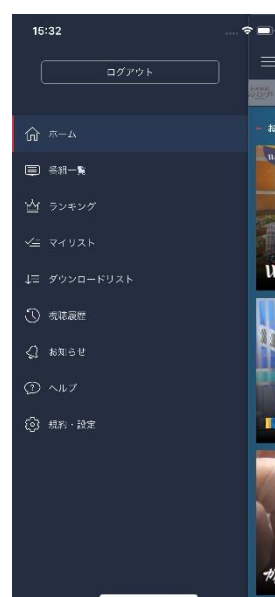 15:32
ログアウト
ホーム
番組一覧
ランキング
マイリスト
ダウンロードリスト
視聴履歴
お知らせ
ヘルプ
規約・設定